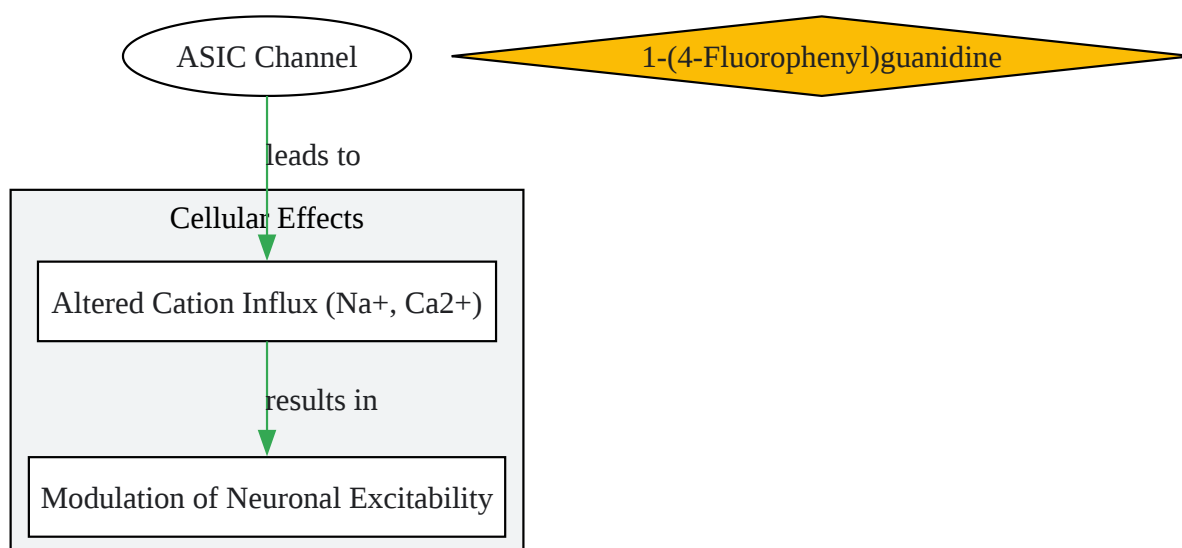 ASIC Channel
1-(4-Fluorophenyl)guanidine
leads to
Cellular Effects
Altered Cation Influx (Na+, Ca2+)
results in
Modulation of Neuronal Excitability